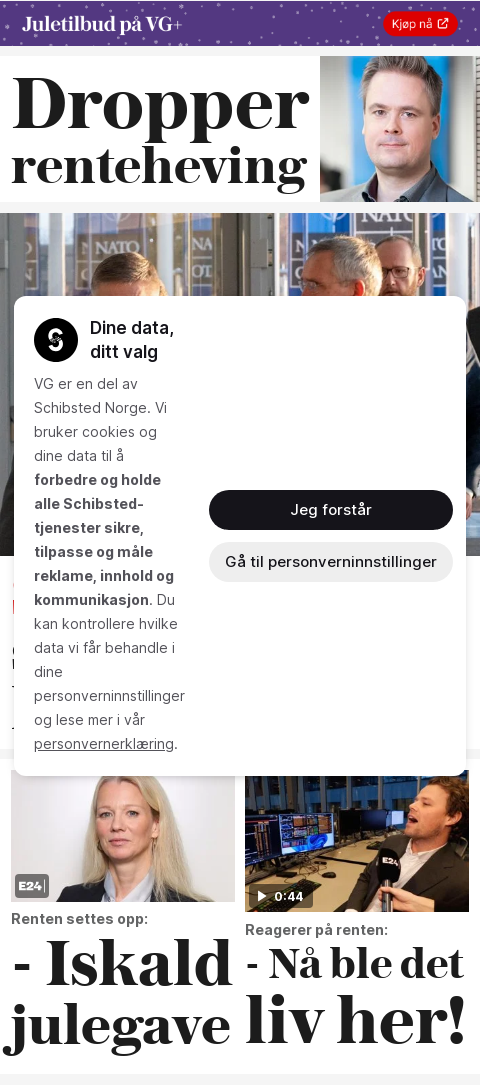 Juletilbud på VG+
Kjøp nå
Dropper
renteheving
NATO
NATO
Dine data,
ditt valg
VG er en del av
Schibsted Norge. Vi
bruker cookies og
dine data til å
forbedre og holde
alle Schibsted-
tjenester sikre,
tilpasse og måle
reklame, innhold og
kommunikasjon. Du
kan kontrollere hvilke
data vi får behandle i
dine
personverninnstillinger
og lese mer i vår
personvernerklæring.
Jeg forstår
Gå til personverninnstillinger
E24
Renten settes opp:
- Iskald
julegave
E24
0:44
Reagerer på renten:
- Nå ble det
liv her!